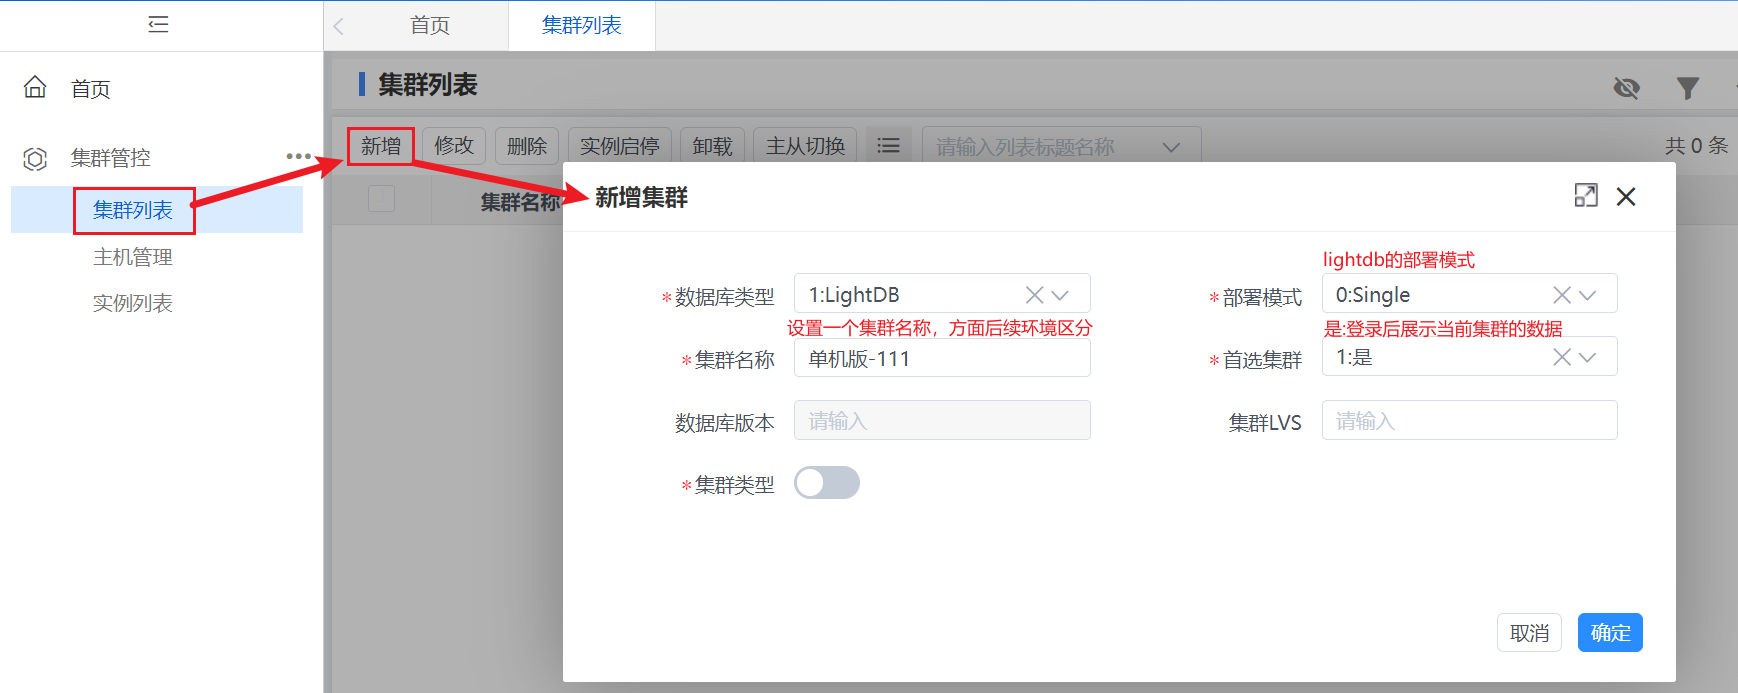 首页
集群列表
首页
集群管控
集群列表
主机管理
实例列表
集群列表
新增
修改
删除
实例启停
卸载
主从切换
请输入列表标题名称
共 0 条
集群名称
新增集群
lightdb的部署模式
*数据库类型
1:LightDB
*部署模式
0:Single
设置一个集群名称，方面后续环境区分
是:登录后展示当前集群的数据
*集群名称
单机版-111
*首选集群
1:是
数据库版本
请输入
集群LVS
请输入
*集群类型
取消
确定